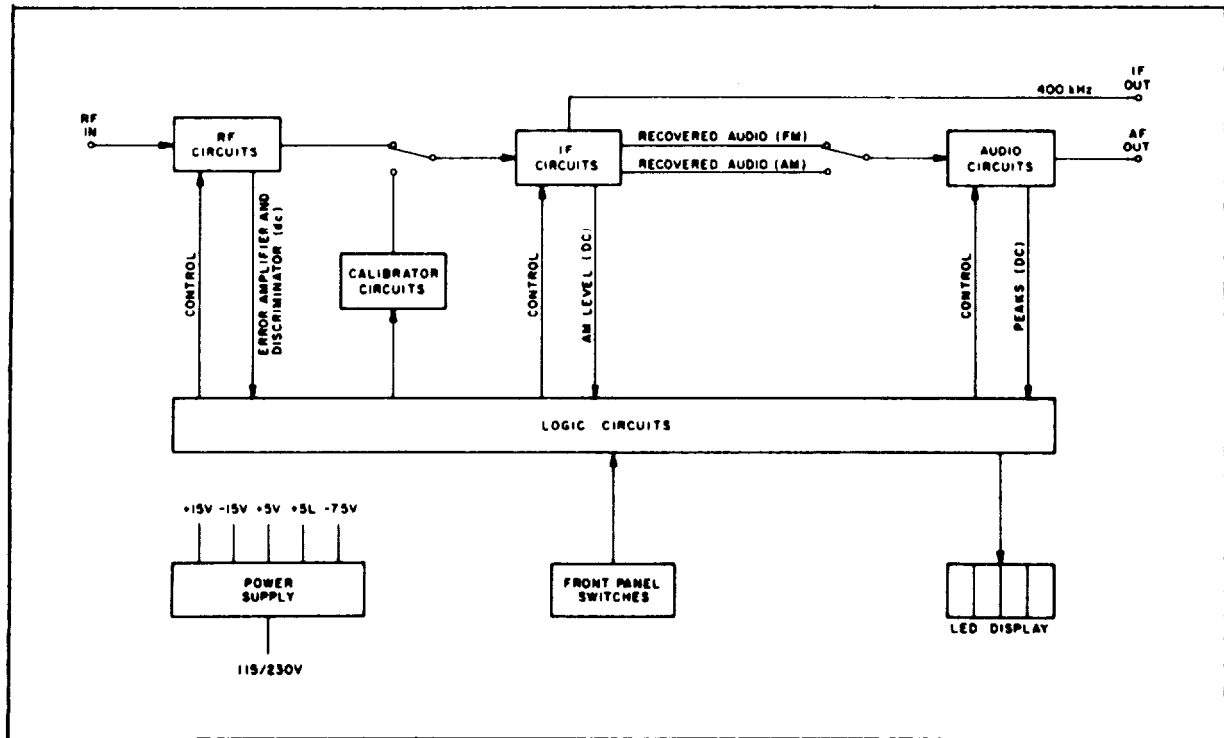 IF
OUT
400 kHz
RF
IN
RF
CIRCUITS
IF
CIRCUITS
RECOVERED AUDIO (FM)
RECOVERED AUDIO (AM)
AUDIO
CIRCUITS
AF
OUT
CONTROL
ERROR AMPLIFIER AND
DISCRIMINATOR (dc)
CALIBRATOR
CIRCUITS
CONTROL
AM LEVEL (DC)
CONTROL
PEAKS (DC)
LOGIC CIRCUITS
+15V -15V +5V +5L -75V
POWER
SUPPLY
115/230V
FRONT PANEL
SWITCHES
LED DISPLAY